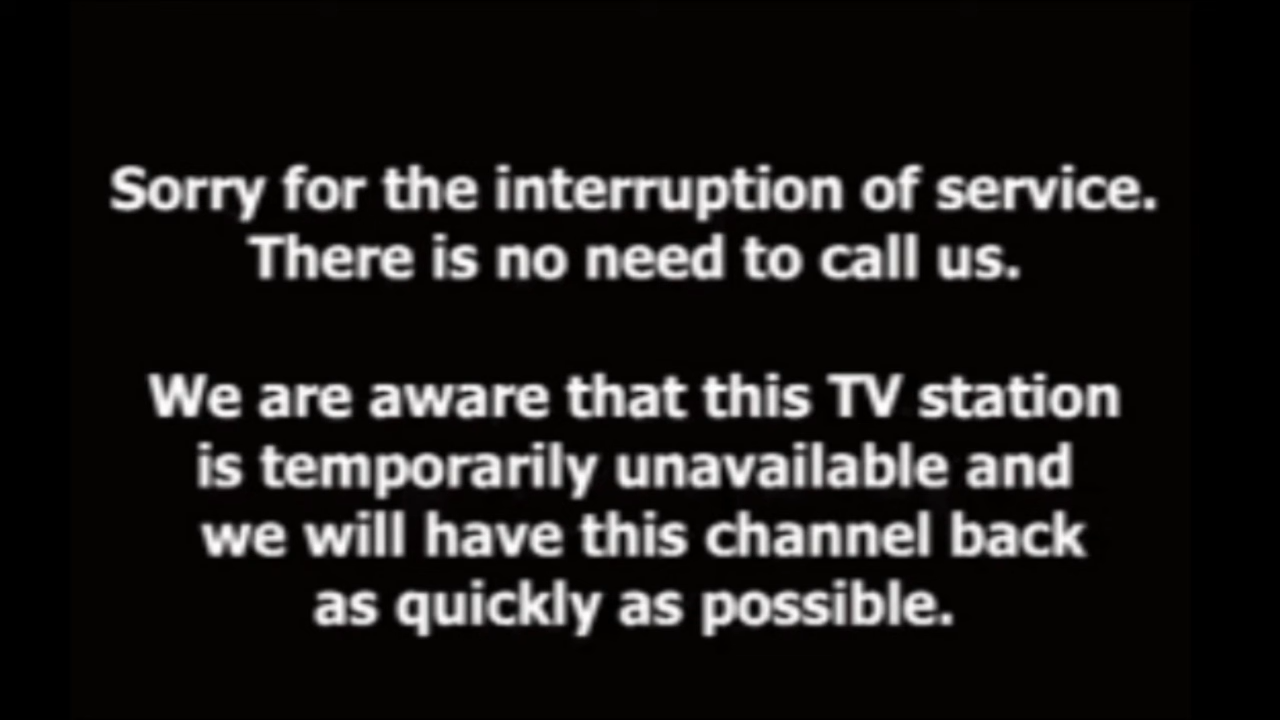 Sorry for the interruption of service.
There is no need to call us.
We are aware that this TV station
is temporarily unavailable and
we will have this channel back
as quickly as possible.